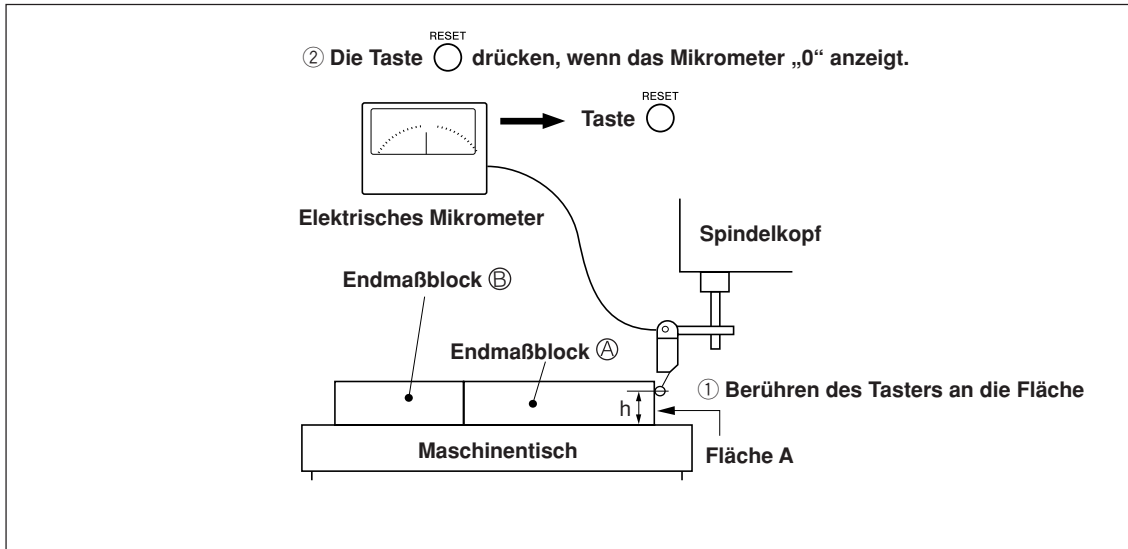 RESET
② Die Taste ◯ drücken, wenn das Mikrometer „0“ anzeigt.
RESET
Taste ◯
Elektrisches Mikrometer
Spindelkopf
Endmaßblock Ⓑ
Endmaßblock Ⓐ
① Berühren des Tasters an die Fläche
h
Maschinentisch
Fläche A